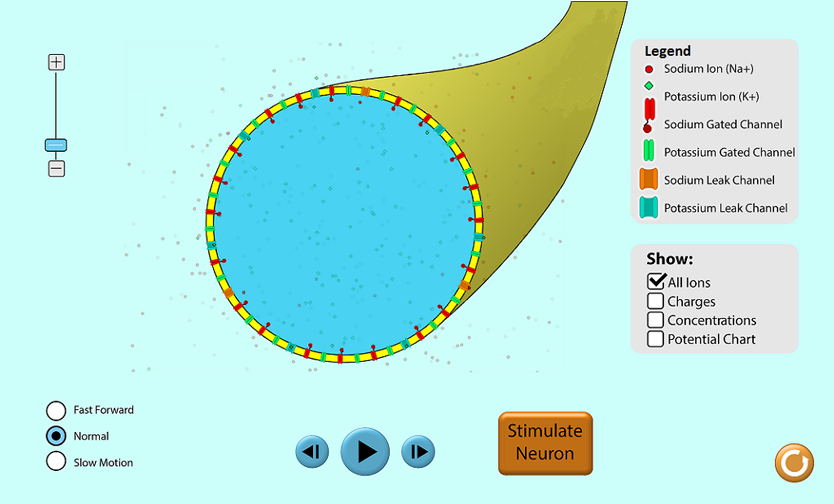 Legend
Sodium Ion (Na+)
Potassium Ion (K+)
Sodium Gated Channel
Potassium Gated Channel
Sodium Leak Channel
Potassium Leak Channel
Show:
All Ions
Charges
Concentrations
Potential Chart
Fast Forward
Normal
Slow Motion
Stimulate
Neuron